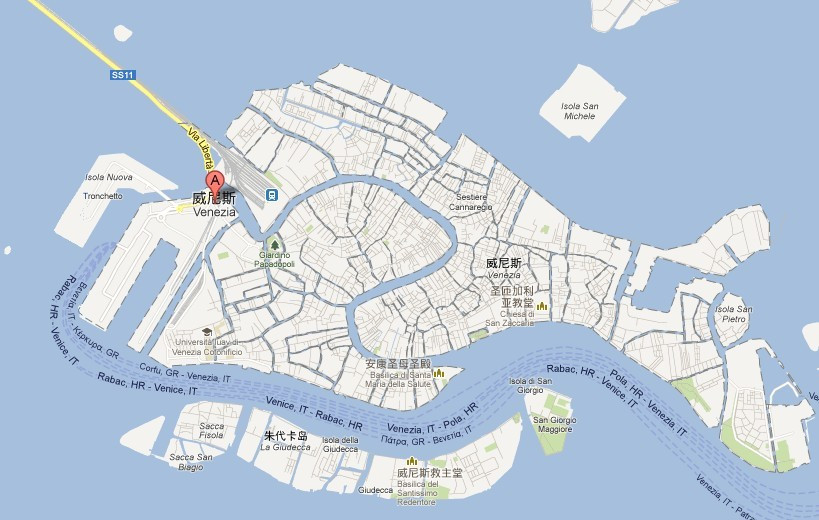 SS11
Via Libertà
Isola San
Michele
Isola Nuova
Tronchetto
A
威尼斯
Venezia
Sestiere
Cannaregio
Giardino
Papadopoli
威尼斯
Venezia
圣匝加利
亚教堂
Chiesa di
San Zaccaria
Isola San
Pietro
Università Iuav di
Venezia Cotonificio
安康圣母圣殿
Basilica di Santa
Maria della Salute
Rabac, HR - Venice, IT
Βενετία, IT - Κέρκυρα, GR
Corfu, GR - Venezia, IT
Rabac, HR - Venice, IT
Venice, IT - Rabac, HR
Venezia, IT - Pola, HR
Πάτρα, GR - Βενετία, IT
Rabac, HR - Venice, IT
Pola, HR - Venezia, IT
Venezia, IT - Patra
Ve
Isola di San
Giorgio
San Giorgio
Maggiore
Sacca
Fisola
Sacca San
Biagio
朱代卡岛
La Giudecca
Isola della
Giudecca
Giudecca
威尼斯救主堂
Basilica del
Santissimo
Redentore